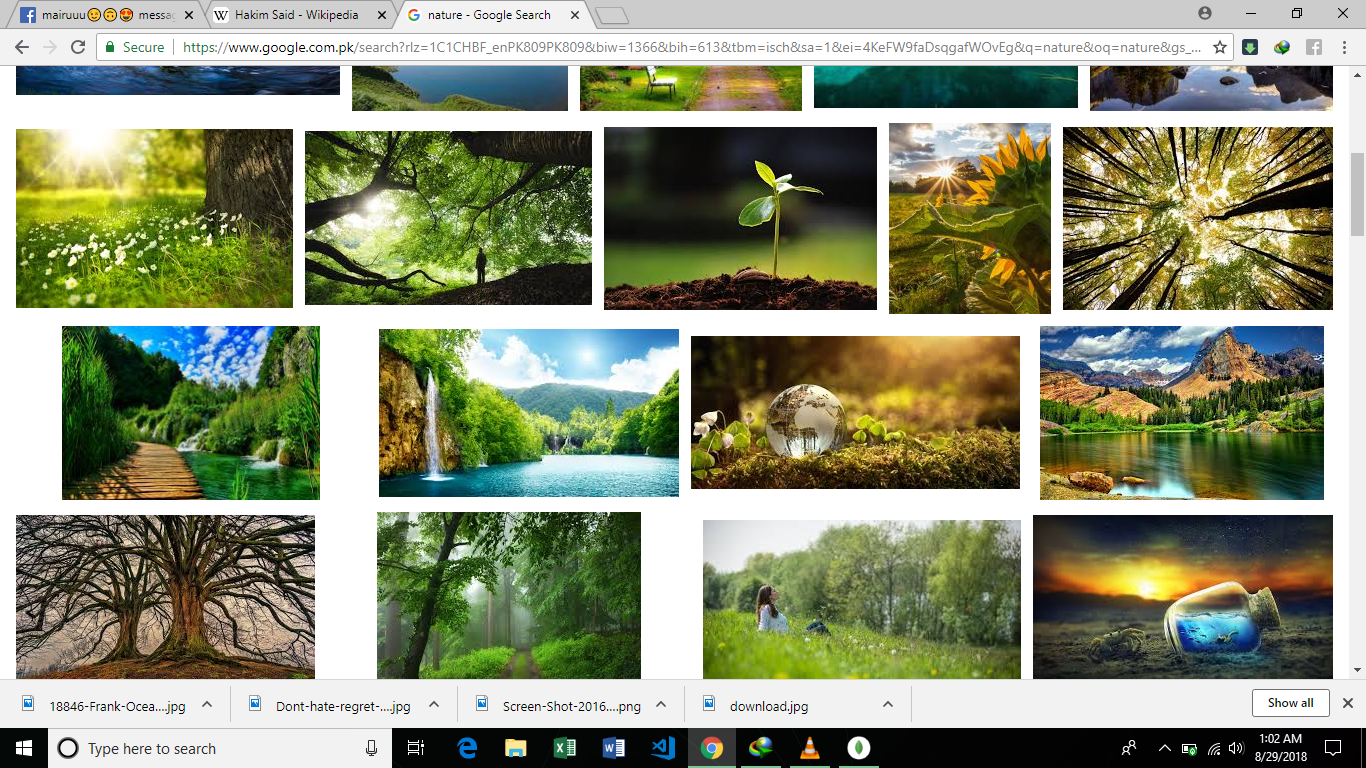 mairuuu😉🙃😍 messa
Hakim Said - Wikipedia
nature - Google Search
Secure
https://www.google.com.pk/search?rlz=1C1CHBF_enPK809PK809&biw=1366&bih=613&tbm=isch&sa=1&ei=4KeFW9faDsqgafWOvEg&q=nature&oq=nature&gs_...
18846-Frank-Ocea....jpg
Dont-hate-regret-....jpg
Screen-Shot-2016....png
download.jpg
Show all
Type here to search
1:02 AM
8/29/2018